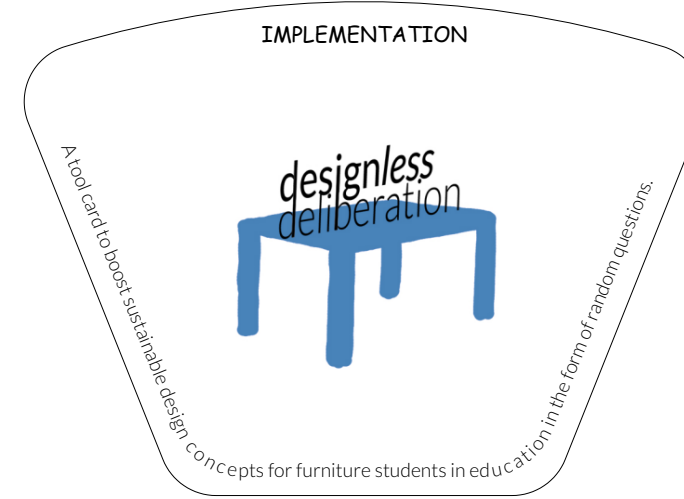 IMPLEMENTATION
designless
deliberation
A tool card to boost sustainable design concepts for furniture students in education in the form of random questions.